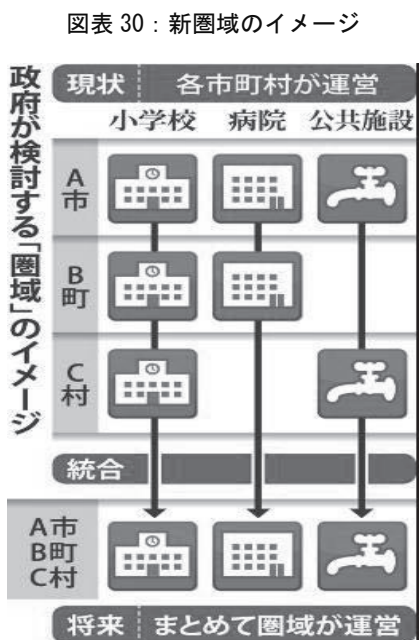 図表 30：新圏域のイメージ
政府が検討する「圏域」のイメージ
現状 各市町村が運営
小学校 病院 公共施設
A市
B町
C村
統合
A市
B町
C村
将来 まとめて圏域が運営